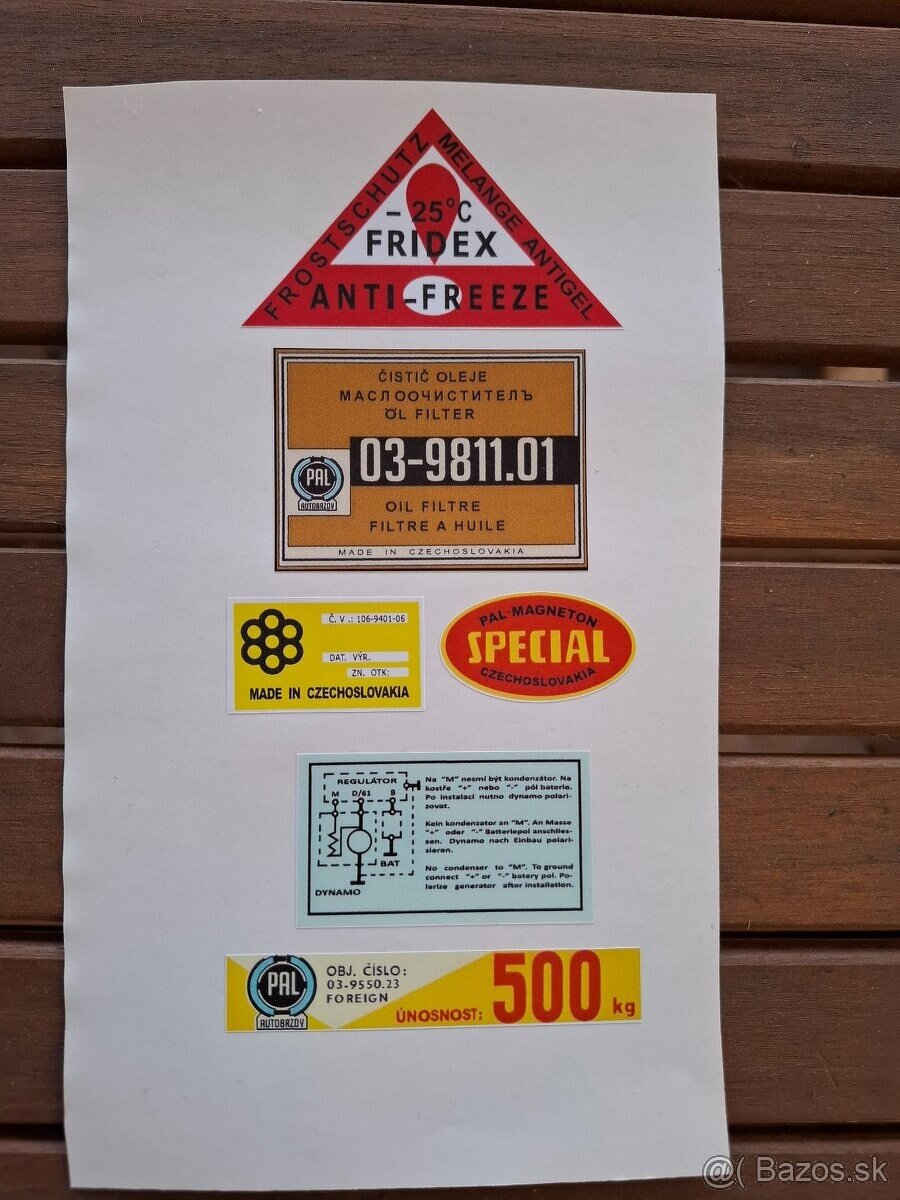 FROSTSCHUTZ
MELANGE ANTIGEL
– 25°C
FRIDEX
ANTI-FREEZE
ČISTIČ OLEJE
МАСЛООЧИСТИТЕЛЪ
ÖL FILTER
03-9811.01
PAL
AUTOBRZDY
OIL FILTRE
FILTRE A HUILE
MADE IN CZECHOSLOVAKIA
Č. V .: 106-9401-06
DAT. VÝR.
ZN. OTK:
MADE IN CZECHOSLOVAKIA
PAL-MAGNETON
SPECIAL
CZECHOSLOVAKIA
REGULÁTOR
M D/61 B
BAT
DYNAMO
Na "M" nesmí být kondenzátor. Na
kostře "+" nebo "-" pól baterie.
Po instalaci nutno dynamo polari-
zovat.
Kein kondenzator an "M". An Masse
"+" oder "-" Batteriepol anschlies-
sen. Dynamo nach Einbau polari-
sieren.
No condenser to "M". To ground
connect "+" or "-" batery pol. Po-
larize generator after installation.
PAL
AUTOBRZDY
OBJ. ČÍSLO:
03-9550.23
FOREIGN
ÚNOSNOST: 500 kg
@( Bazos.sk